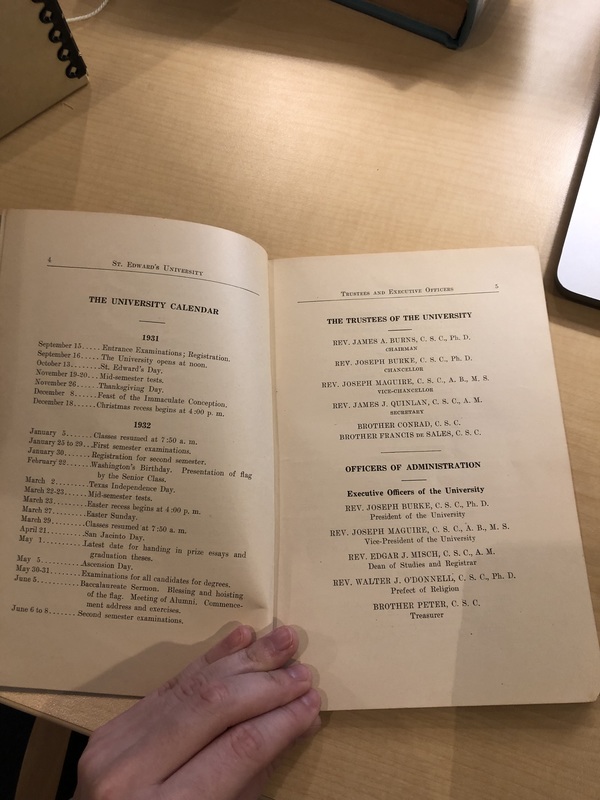 4
St. Edward's University
THE UNIVERSITY CALENDAR
1931
September 15..... Entrance Examinations; Registration.
September 16..... The University opens at noon.
October 13....... St. Edward's Day.
November 19-20... Mid-semester tests.
November 26..... Thanksgiving Day.
December 8...... Feast of the Immaculate Conception.
December 18..... Christmas recess begins at 4:00 p. m.
1932
January 5....... Classes resumed at 7:50 a. m.
January 25 to 29... First semester examinations.
January 30....... Registration for second semester.
February 22..... Washington's Birthday. Presentation of flag
by the Senior Class.
March 2........ Texas Independence Day.
March 22-23..... Mid-semester tests.
March 23....... Easter recess begins at 4:00 p. m.
March 27....... Easter Sunday.
March 29....... Classes resumed at 7:50 a. m.
April 21........ San Jacinto Day.
May 1........ Latest date for handing in prize essays and
graduation theses.
May 5........ Ascension Day.
May 30-31....... Examinations for all candidates for degrees.
June 5........ Baccalaureate Sermon. Blessing and hoisting
of the flag. Meeting of Alumni. Commence-
ment address and exercises.
June 6 to 8....... Second semester examinations.
Trustees and Executive Officers
5
THE TRUSTEES OF THE UNIVERSITY
REV. JAMES A. BURNS, C. S. C., Ph. D.
CHAIRMAN
REV. JOSEPH BURKE, C. S. C., Ph. D.
CHANCELLOR
REV. JOSEPH MAGUIRE, C. S. C., A. B., M. S.
VICE-CHANCELLOR
REV. JAMES J. QUINLAN, C. S. C., A. M.
SECRETARY
BROTHER CONRAD, C. S. C.
BROTHER FRANCIS DE SALES, C. S. C.
OFFICERS OF ADMINISTRATION
Executive Officers of the University
REV. JOSEPH BURKE, C. S. C., Ph. D.
President of the University
REV. JOSEPH MAGUIRE, C. S. C., A. B., M. S.
Vice-President of the University
REV. EDGAR J. MISCH, C. S. C., A. M.
Dean of Studies and Registrar
REV. WALTER J. O'DONNELL, C. S. C., Ph. D.
Prefect of Religion
BROTHER PETER, C. S. C.
Treasurer